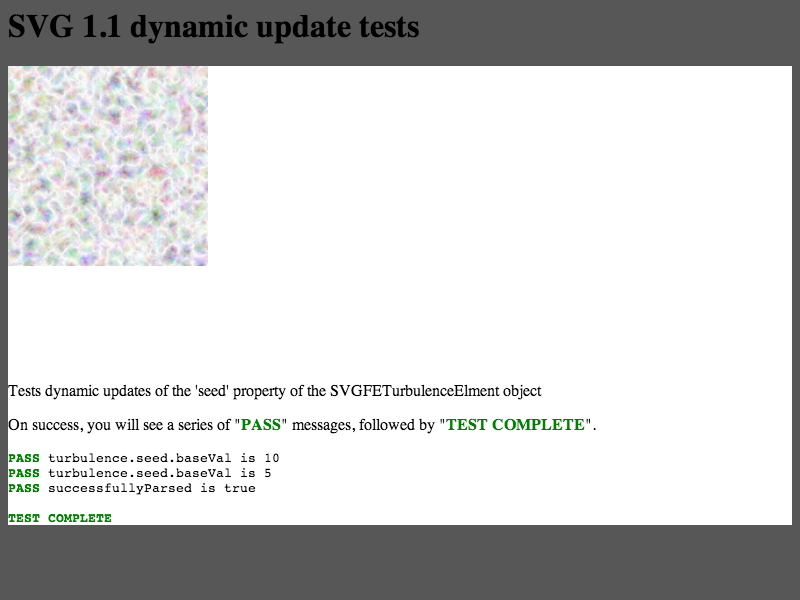 SVG 1.1 dynamic update tests
Tests dynamic updates of the 'seed' property of the SVGFETurbulenceElment object
On success, you will see a series of "PASS" messages, followed by "TEST COMPLETE".
PASS turbulence.seed.baseVal is 10
PASS turbulence.seed.baseVal is 5
PASS successfullyParsed is true
TEST COMPLETE